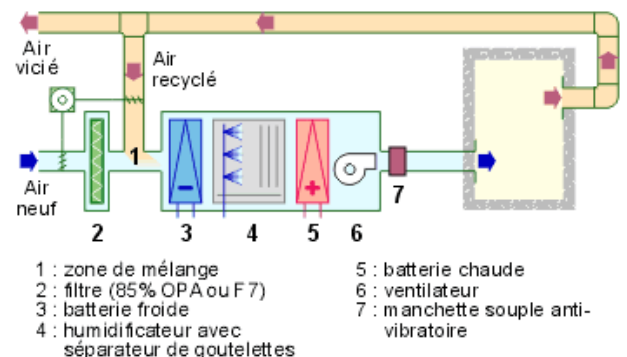 Air
vicié
Air
recyclé
Air
neuf
1
2
3
4
5
6
7
1 : zone de mélange
2 : filtre (85% OPA ou F7)
3 : batterie froide
4 : humidificateur avec
séparateur de goutelettes
5 : batterie chaude
6 : ventilateur
7 : manchette souple anti-
vibratoire